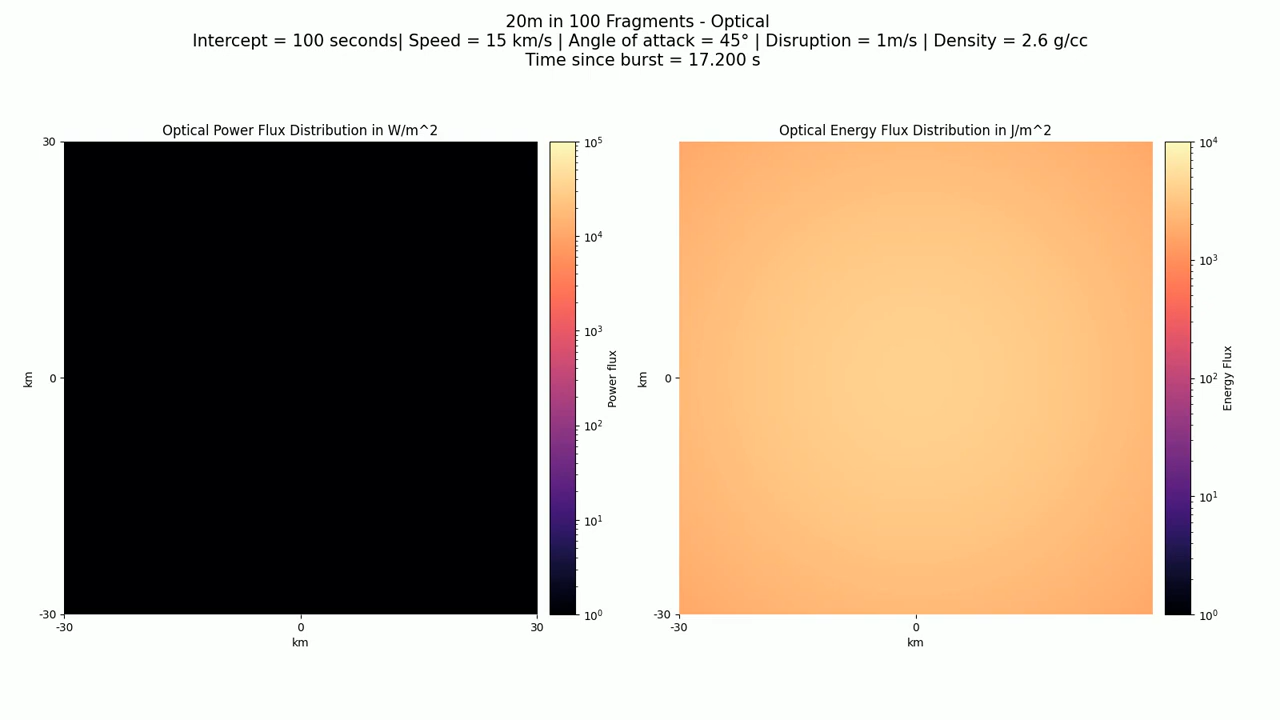 20m in 100 Fragments - Optical
Intercept = 100 seconds| Speed = 15 km/s | Angle of attack = 45° | Disruption = 1m/s | Density = 2.6 g/cc
Time since burst = 17.200 s
Optical Power Flux Distribution in W/m^2
30
0
-30
km
-30
0
30
km
10^5
10^4
10^3
10^2
10^1
10^0
Power flux
Optical Energy Flux Distribution in J/m^2
0
-30
km
-30
0
km
10^4
10^3
10^2
10^1
10^0
Energy Flux